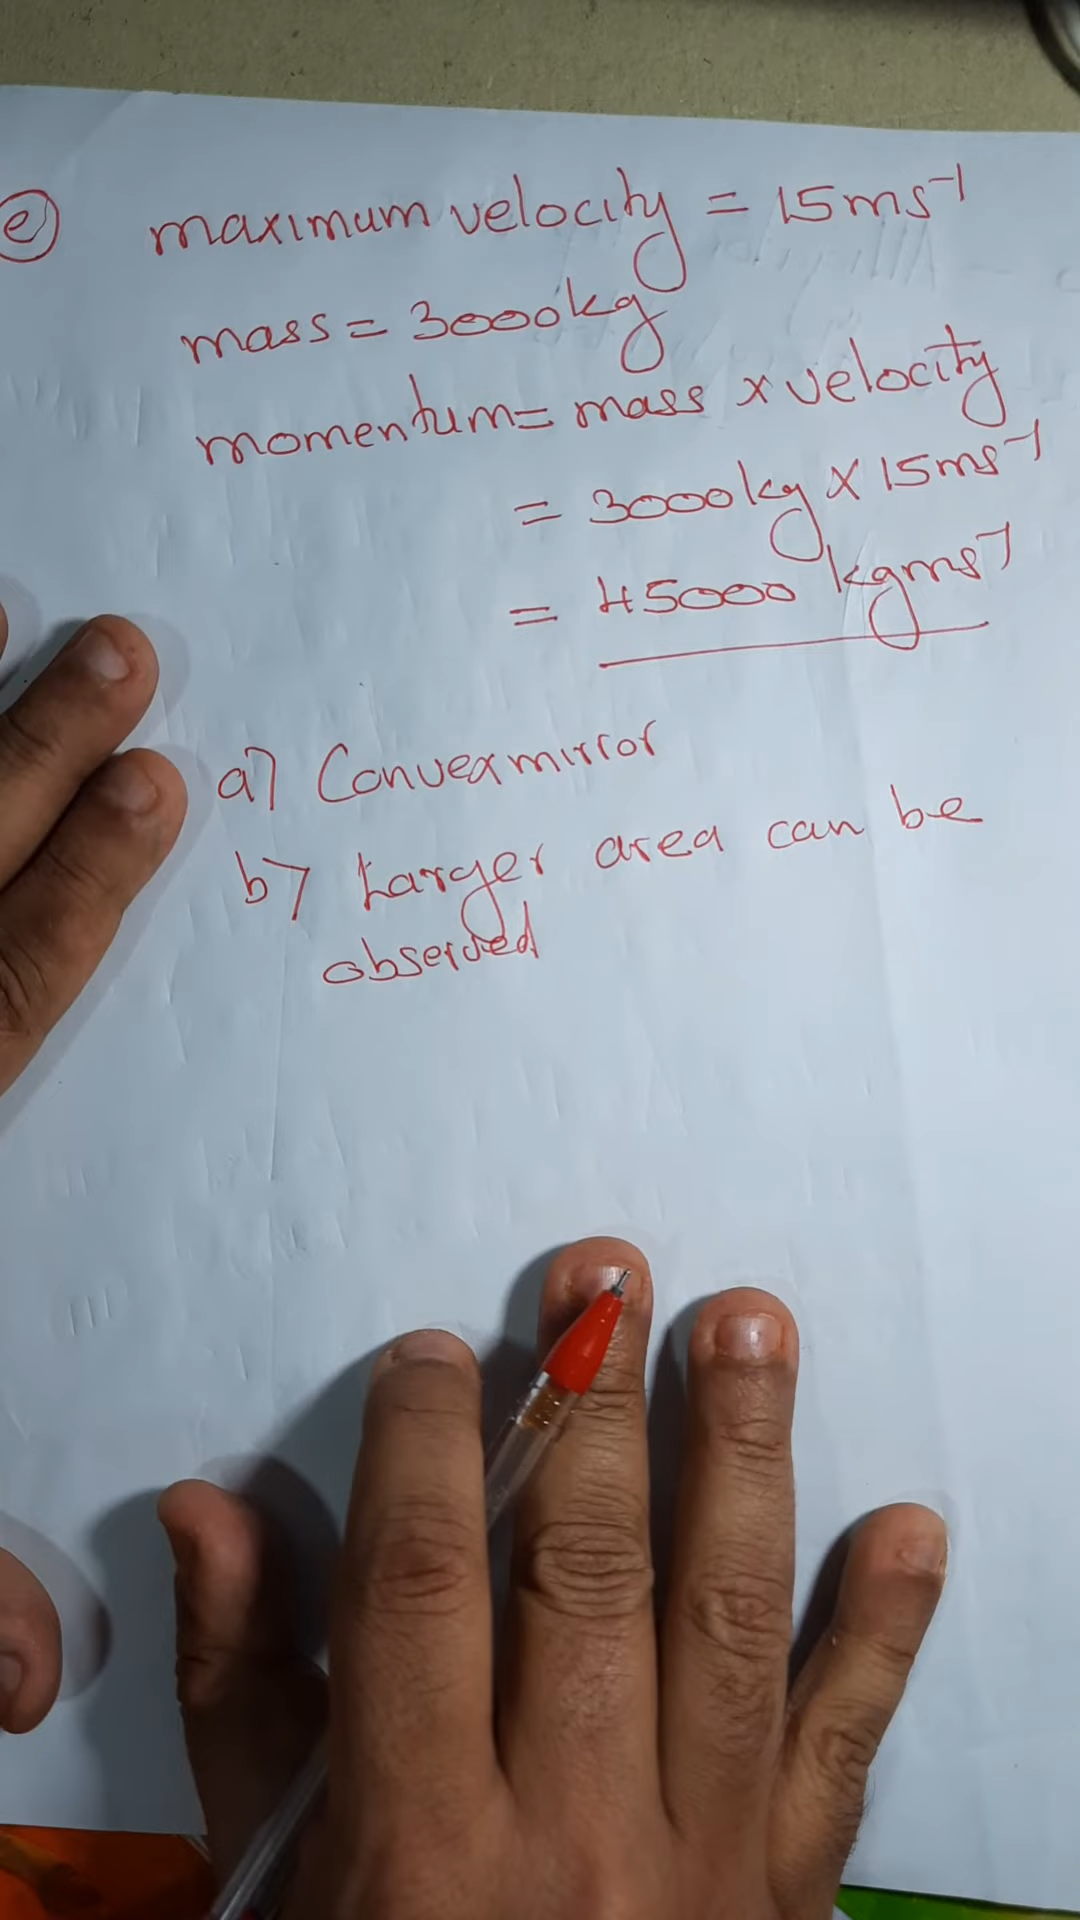 e) maximum velocity = 15ms⁻¹
mass = 3000kg
momentum = mass x velocity
= 3000kg x 15ms⁻¹
= 45000 kgms⁻¹
a) Convex mirror
b) Larger area can be
observed